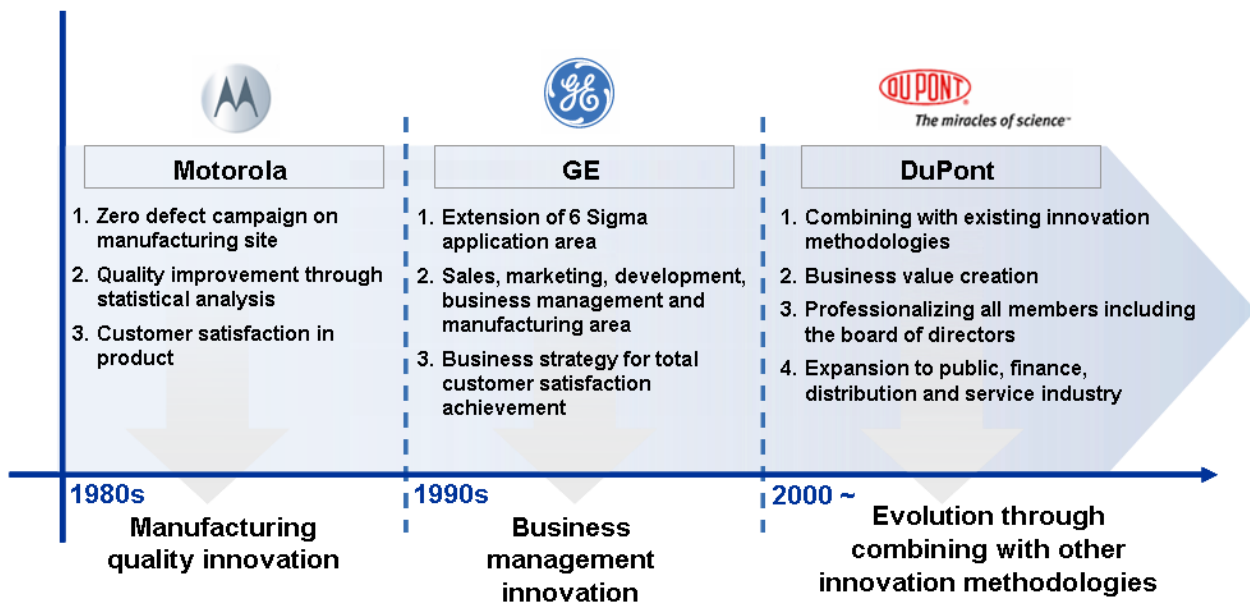 GE
DU PONT®
The miracles of science™
Motorola
GE
DuPont
1. Zero defect campaign on
manufacturing site
2. Quality improvement through
statistical analysis
3. Customer satisfaction in
product
1. Extension of 6 Sigma
application area
2. Sales, marketing, development,
business management and
manufacturing area
3. Business strategy for total
customer satisfaction
achievement
1. Combining with existing innovation
methodologies
2. Business value creation
3. Professionalizing all members including
the board of directors
4. Expansion to public, finance,
distribution and service industry
1980s
1990s
2000 ~
Manufacturing
quality innovation
Business
management
innovation
Evolution through
combining with other
innovation methodologies